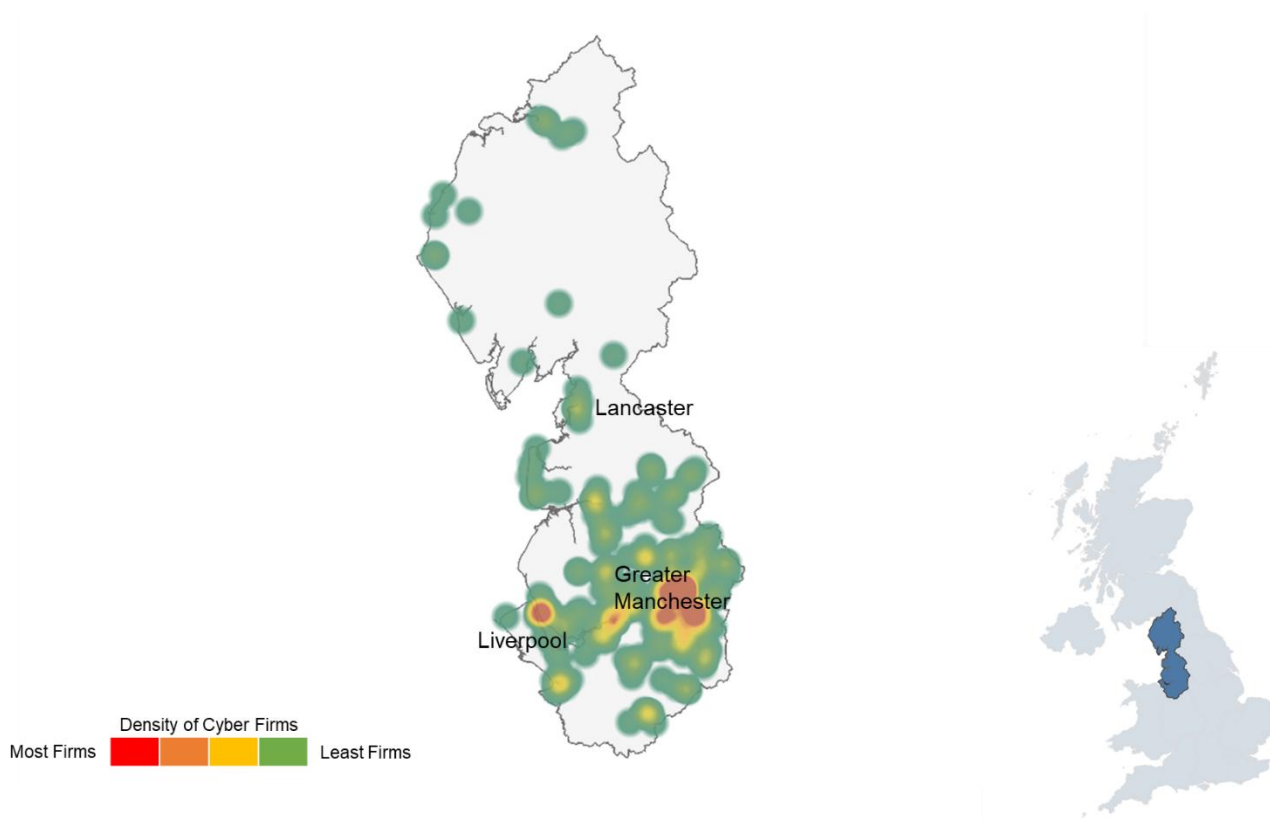 Lancaster
Greater
Manchester
Liverpool
Density of Cyber Firms
Most Firms
Least Firms